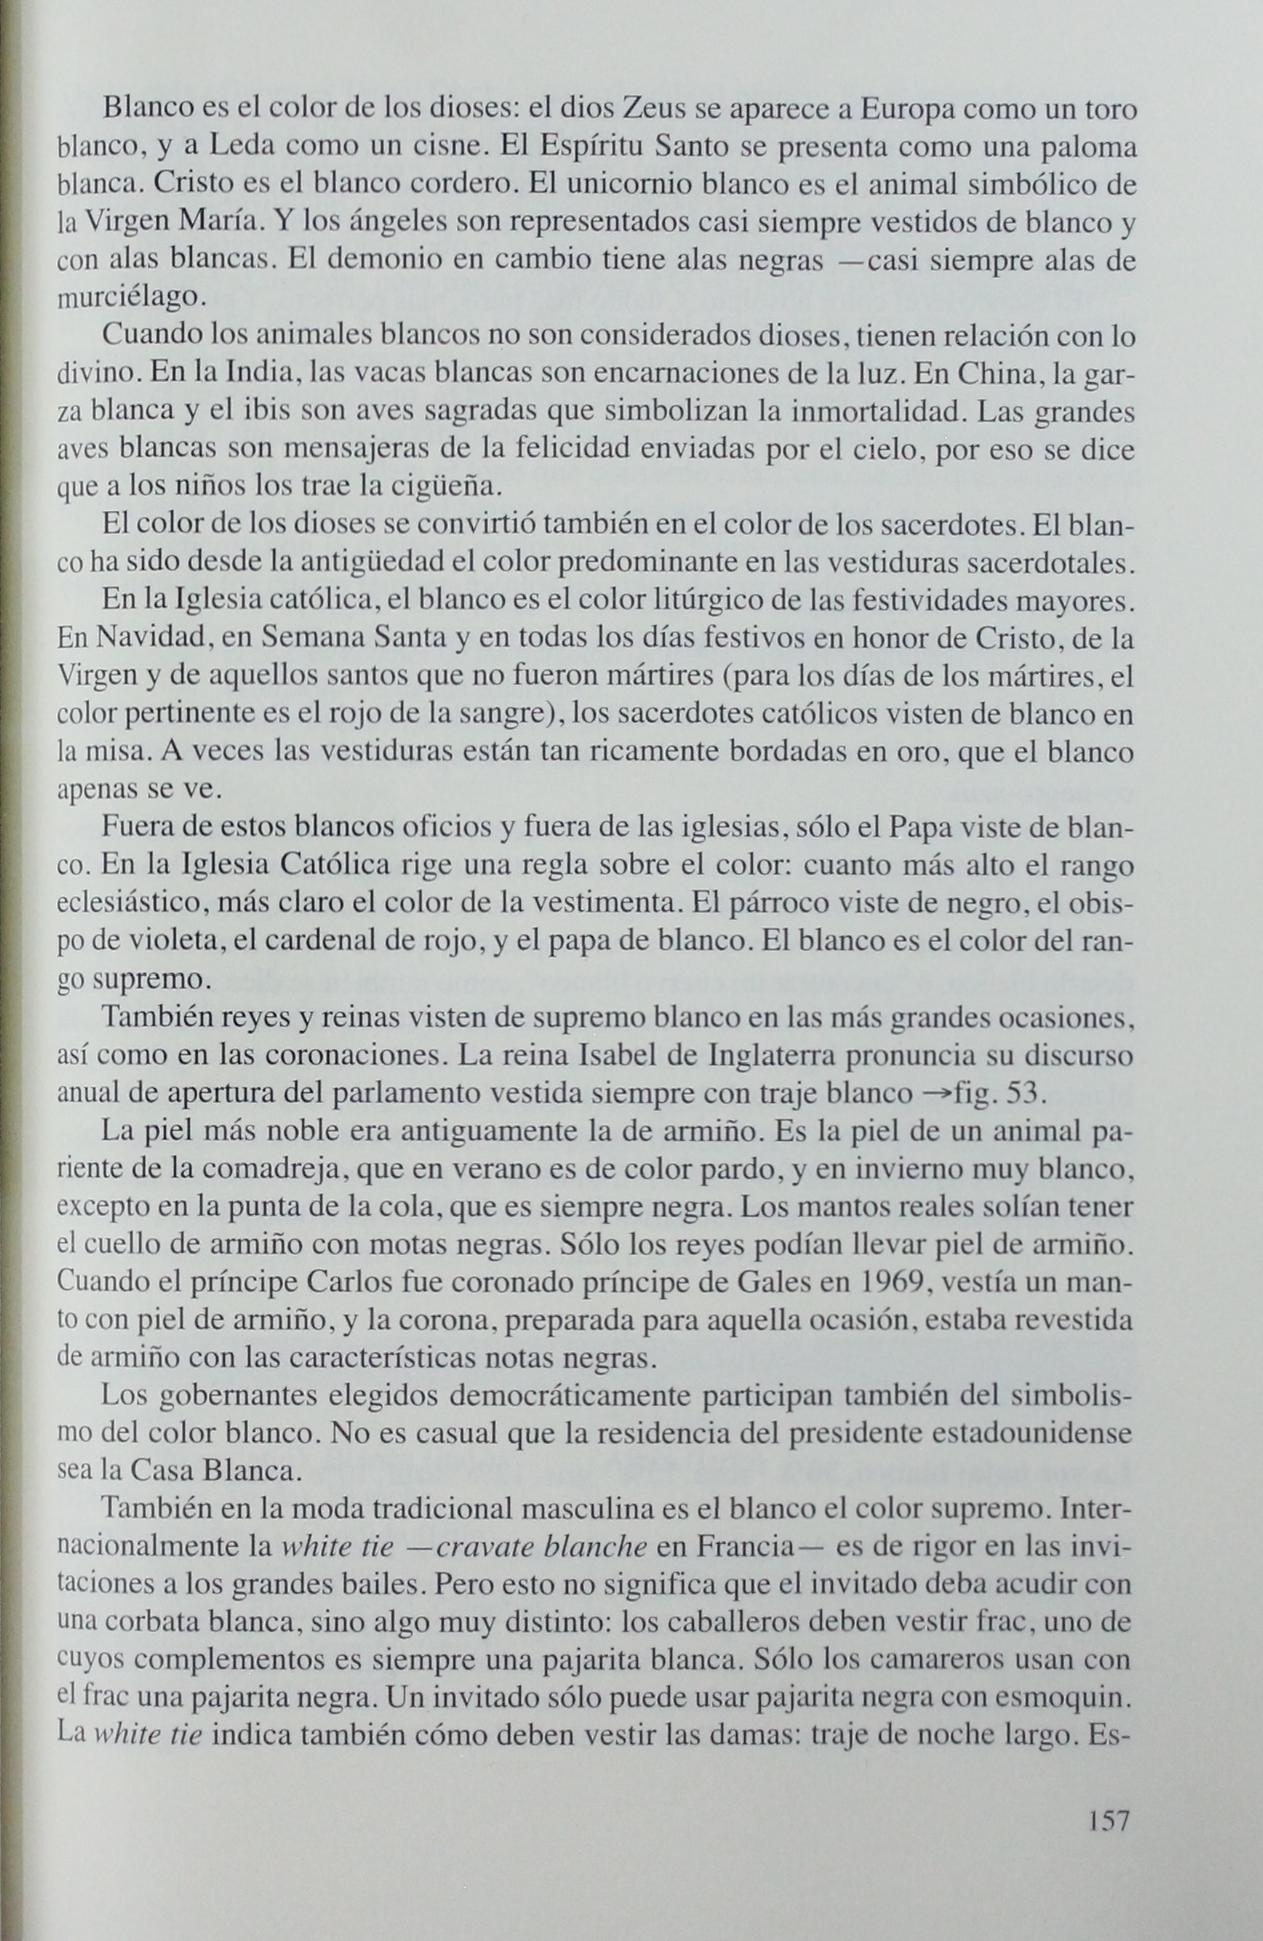 Blanco es el color de los dioses: el dios Zeus se aparece a Europa como un toro
blanco, y a Leda como un cisne. El Espíritu Santo se presenta como una paloma
blanca. Cristo es el blanco cordero. El unicornio blanco es el animal simbólico de
la Virgen María. Y los ángeles son representados casi siempre vestidos de blanco y
con alas blancas. El demonio en cambio tiene alas negras —casi siempre alas de
murciélago.
Cuando los animales blancos no son considerados dioses, tienen relación con lo
divino. En la India, las vacas blancas son encarnaciones de la luz. En China, la gar-
za blanca y el ibis son aves sagradas que simbolizan la inmortalidad. Las grandes
aves blancas son mensajeras de la felicidad enviadas por el cielo, por eso se dice
que a los niños los trae la cigüeña.
El color de los dioses se convirtió también en el color de los sacerdotes. El blan-
co ha sido desde la antigüedad el color predominante en las vestiduras sacerdotales.
En la Iglesia católica, el blanco es el color litúrgico de las festividades mayores.
En Navidad, en Semana Santa y en todas los días festivos en honor de Cristo, de la
Virgen y de aquellos santos que no fueron mártires (para los días de los mártires, el
color pertinente es el rojo de la sangre), los sacerdotes católicos visten de blanco en
la misa. A veces las vestiduras están tan ricamente bordadas en oro, que el blanco
apenas se ve.
Fuera de estos blancos oficios y fuera de las iglesias, sólo el Papa viste de blan-
co. En la Iglesia Católica rige una regla sobre el color: cuanto más alto el rango
eclesiástico, más claro el color de la vestimenta. El párroco viste de negro, el obis-
po de violeta, el cardenal de rojo, y el papa de blanco. El blanco es el color del ran-
go supremo.
También reyes y reinas visten de supremo blanco en las más grandes ocasiones,
así como en las coronaciones. La reina Isabel de Inglaterra pronuncia su discurso
anual de apertura del parlamento vestida siempre con traje blanco →fig. 53.
La piel más noble era antiguamente la de armiño. Es la piel de un animal pa-
riente de la comadreja, que en verano es de color pardo, y en invierno muy blanco,
excepto en la punta de la cola, que es siempre negra. Los mantos reales solían tener
el cuello de armiño con motas negras. Sólo los reyes podían llevar piel de armiño.
Cuando el príncipe Carlos fue coronado príncipe de Gales en 1969, vestía un man-
to con piel de armiño, y la corona, preparada para aquella ocasión, estaba revestida
de armiño con las características notas negras.
Los gobernantes elegidos democráticamente participan también del simbolis-
mo del color blanco. No es casual que la residencia del presidente estadounidense
sea la Casa Blanca.
También en la moda tradicional masculina es el blanco el color supremo. Inter-
nacionalmente la white tie —cravate blanche en Francia— es de rigor en las invi-
taciones a los grandes bailes. Pero esto no significa que el invitado deba acudir con
una corbata blanca, sino algo muy distinto: los caballeros deben vestir frac, uno de
cuyos complementos es siempre una pajarita blanca. Sólo los camareros usan con
el frac una pajarita negra. Un invitado sólo puede usar pajarita negra con esmoquin.
La white tie indica también cómo deben vestir las damas: traje de noche largo. Es-
157